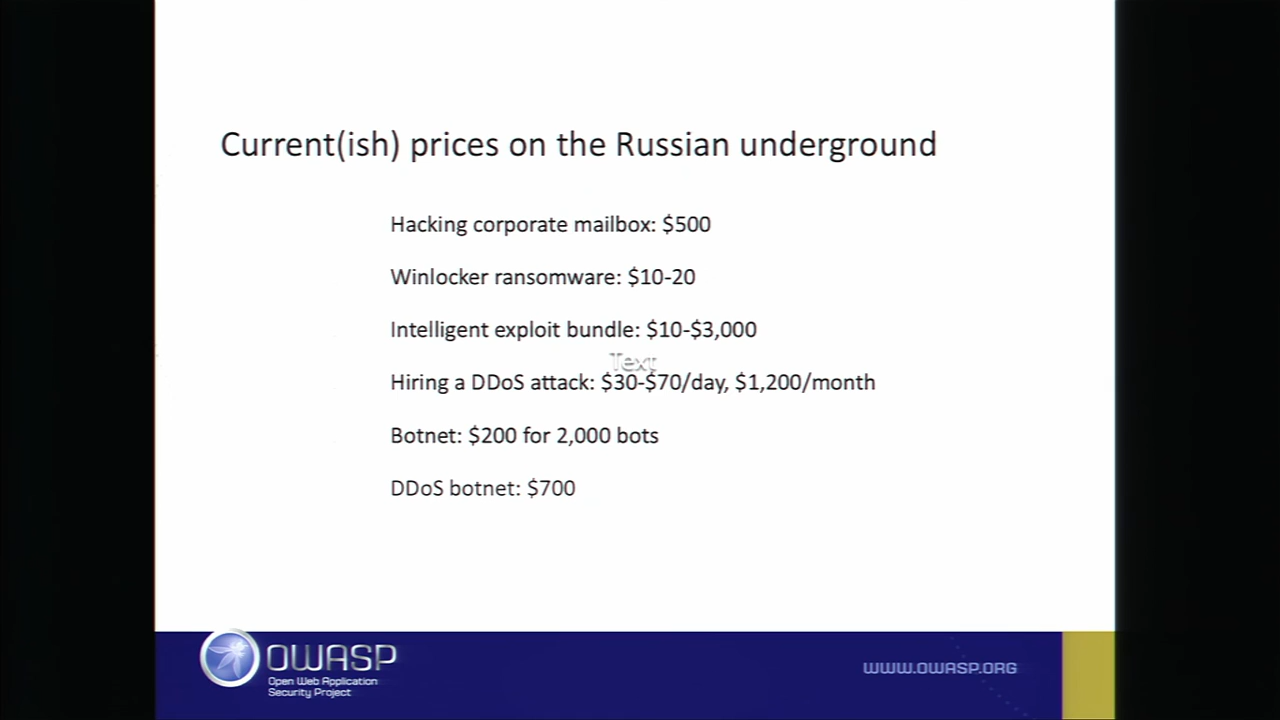 Current(ish) prices on the Russian underground
Hacking corporate mailbox: $500
Winlocker ransomware: $10-20
Intelligent exploit bundle: $10-$3,000
Text
Hiring a DDoS attack: $30-$70/day, $1,200/month
Botnet: $200 for 2,000 bots
DDoS botnet: $700
OWASP
Open Web Application
Security Project
WWW.OWASP.ORG